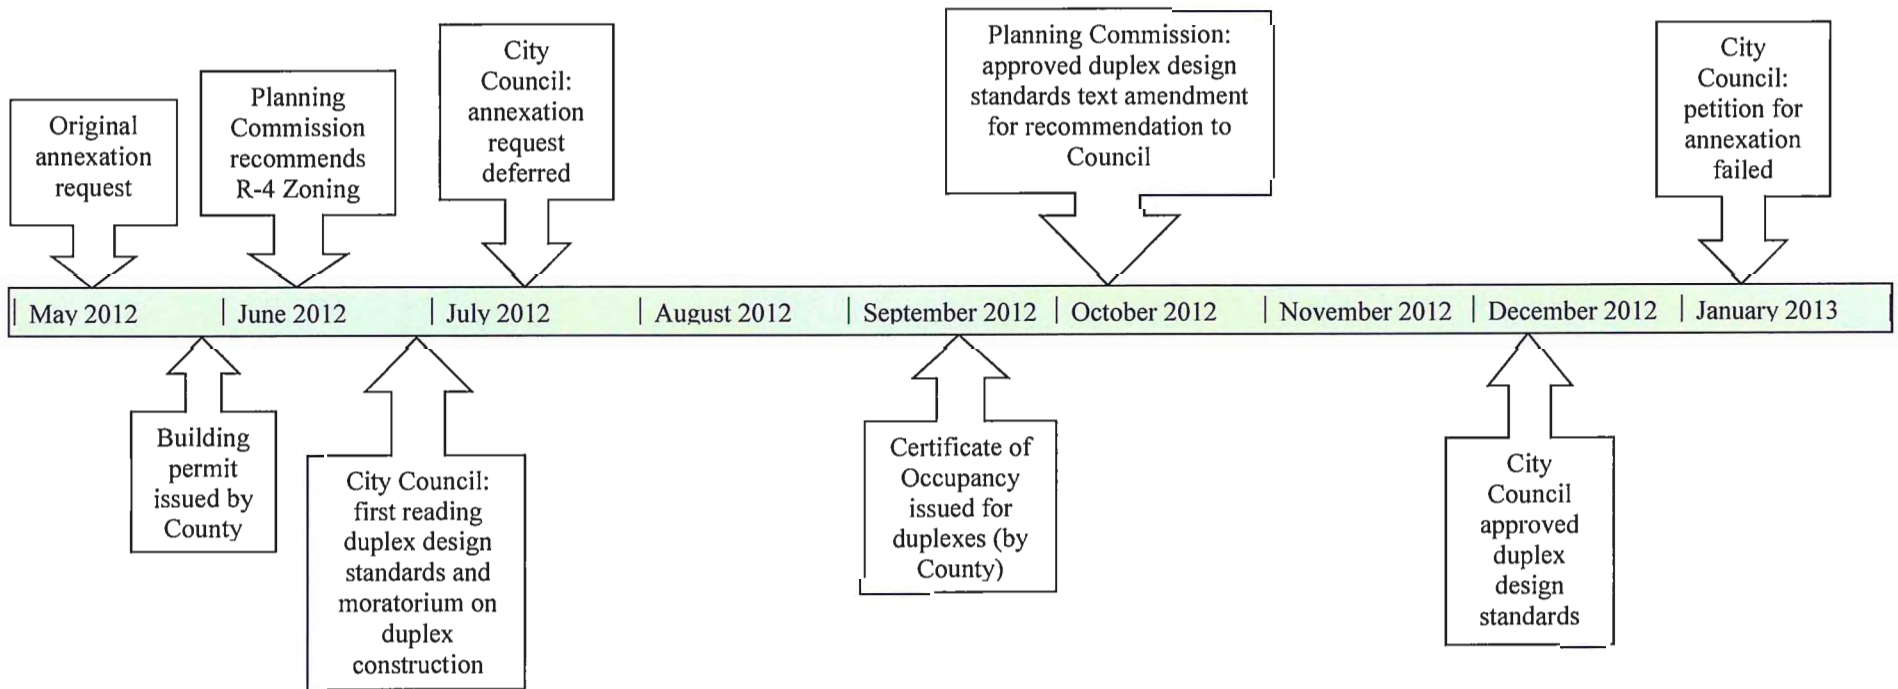 Original
annexation
request
Planning
Commission
recommends
R-4 Zoning
City
Council:
annexation
request
deferred
Planning Commission:
approved duplex design
standards text amendment
for recommendation to
Council
City
Council:
petition for
annexation
failed
May 2012
June 2012
July 2012
August 2012
September 2012
October 2012
November 2012
December 2012
January 2013
Building
permit
issued by
County
City Council:
first reading
duplex design
standards and
moratorium on
duplex
construction
Certificate of
Occupancy
issued for
duplexes (by
County)
City
Council
approved
duplex
design
standards